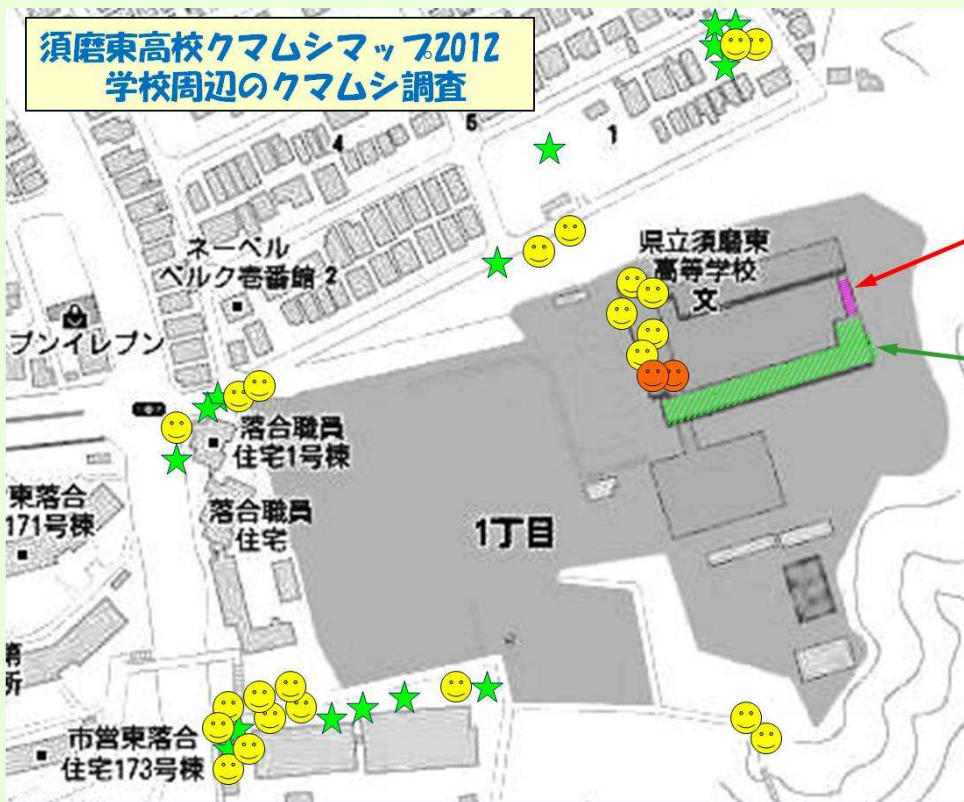 須磨東高校クマムシマップ2012
学校周辺のクマムシ調査
5
4
1
ネーベル
ベルク壱番館 2
県立須磨東
高等学校
文
ブンイレブン
落合職員
住宅1号棟
東落合
171号棟
落合職員
住宅
1丁目
第
所
市営東落合
住宅173号棟